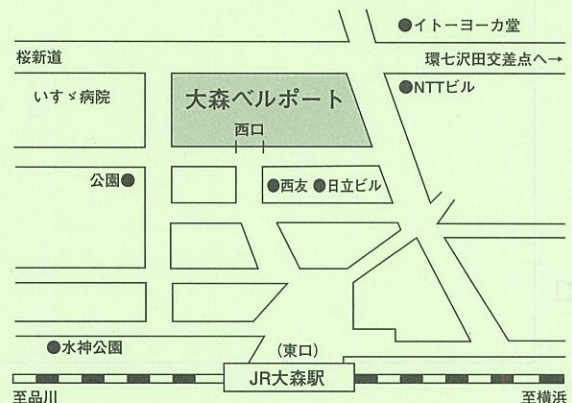 ●イトーヨーカ堂
桜新道
環七沢田交差点へ→
いすゞ病院
大森ベルポート
●NTTビル
西口
公園●
●西友 ●日立ビル
●水神公園
(東口)
JR大森駅
至品川
至横浜